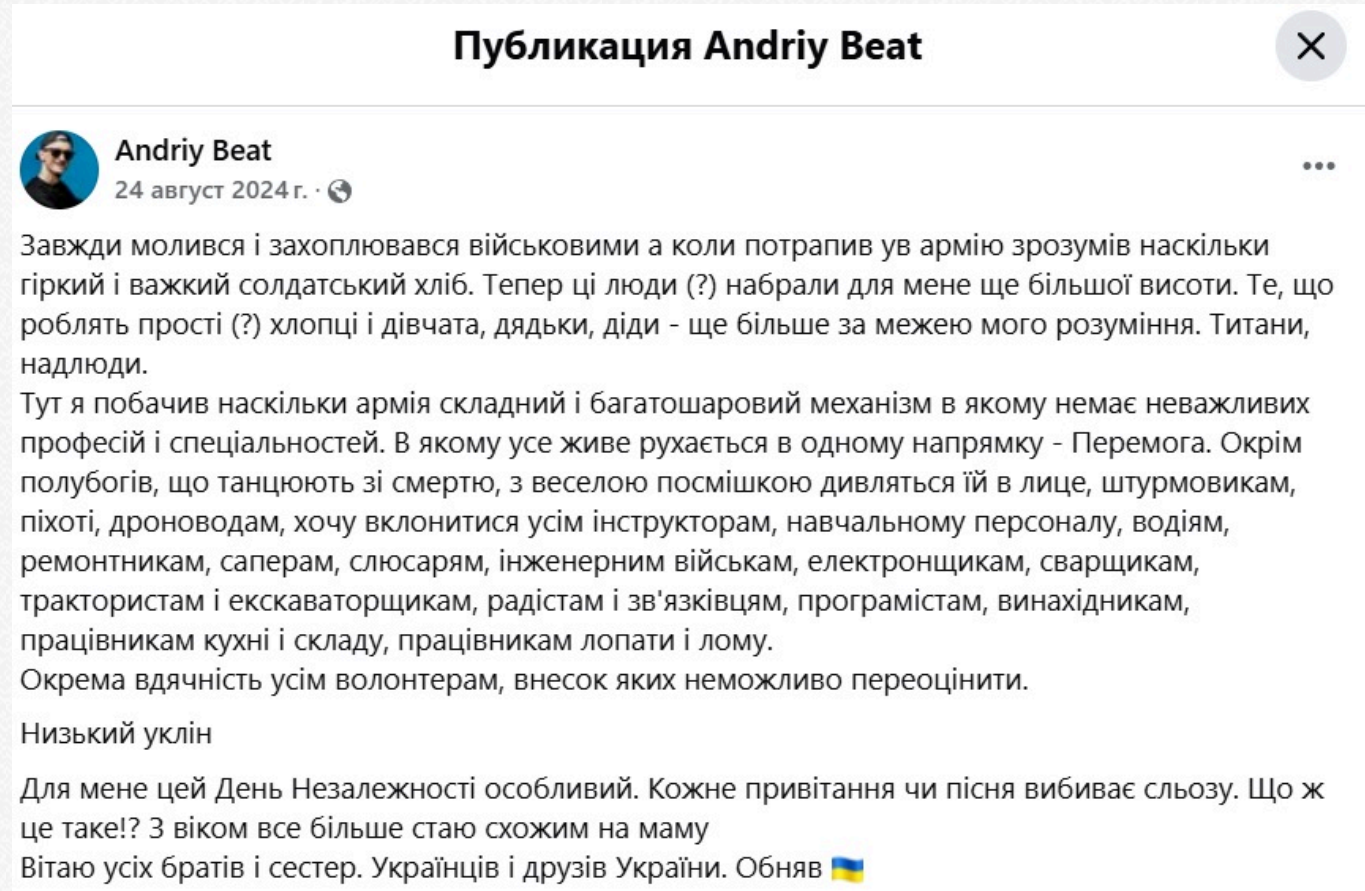 Публикация Andriy Beat
Andriy Beat
24 август 2024 г. ·
Завжди молився і захоплювався військовими а коли потрапив ув армію зрозумів наскільки
гіркий і важкий солдатський хліб. Тепер ці люди (?) набрали для мене ще більшої висоти. Те, що
роблять прості (?) хлопці і дівчата, дядьки, діди - ще більше за межею мого розуміння. Титани,
надлюди.
Тут я побачив наскільки армія складний і багатошаровий механізм в якому немає неважливих
професій і спеціальностей. В якому усе живе рухається в одному напрямку - Перемога. Окрім
полубогів, що танцюють зі смертю, з веселою посмішкою дивляться їй в лице, штурмовикам,
піхоті, дроноводам, хочу вклонитися усім інструкторам, навчальному персоналу, водіям,
ремонтникам, саперам, слюсарям, інженерним військам, електронщикам, сварщикам,
трактористам і екскаваторщикам, радістам і зв'язківцям, програмістам, винахідникам,
працівникам кухні і складу, працівникам лопати і лому.
Окрема вдячність усім волонтерам, внесок яких неможливо переоцінити.
Низький уклін
Для мене цей День Незалежності особливий. Кожне привітання чи пісня вибиває сльозу. Що ж
це таке!? З віком все більше стаю схожим на маму
Вітаю усіх братів і сестер. Українців і друзів України. Обняв 🇺🇦